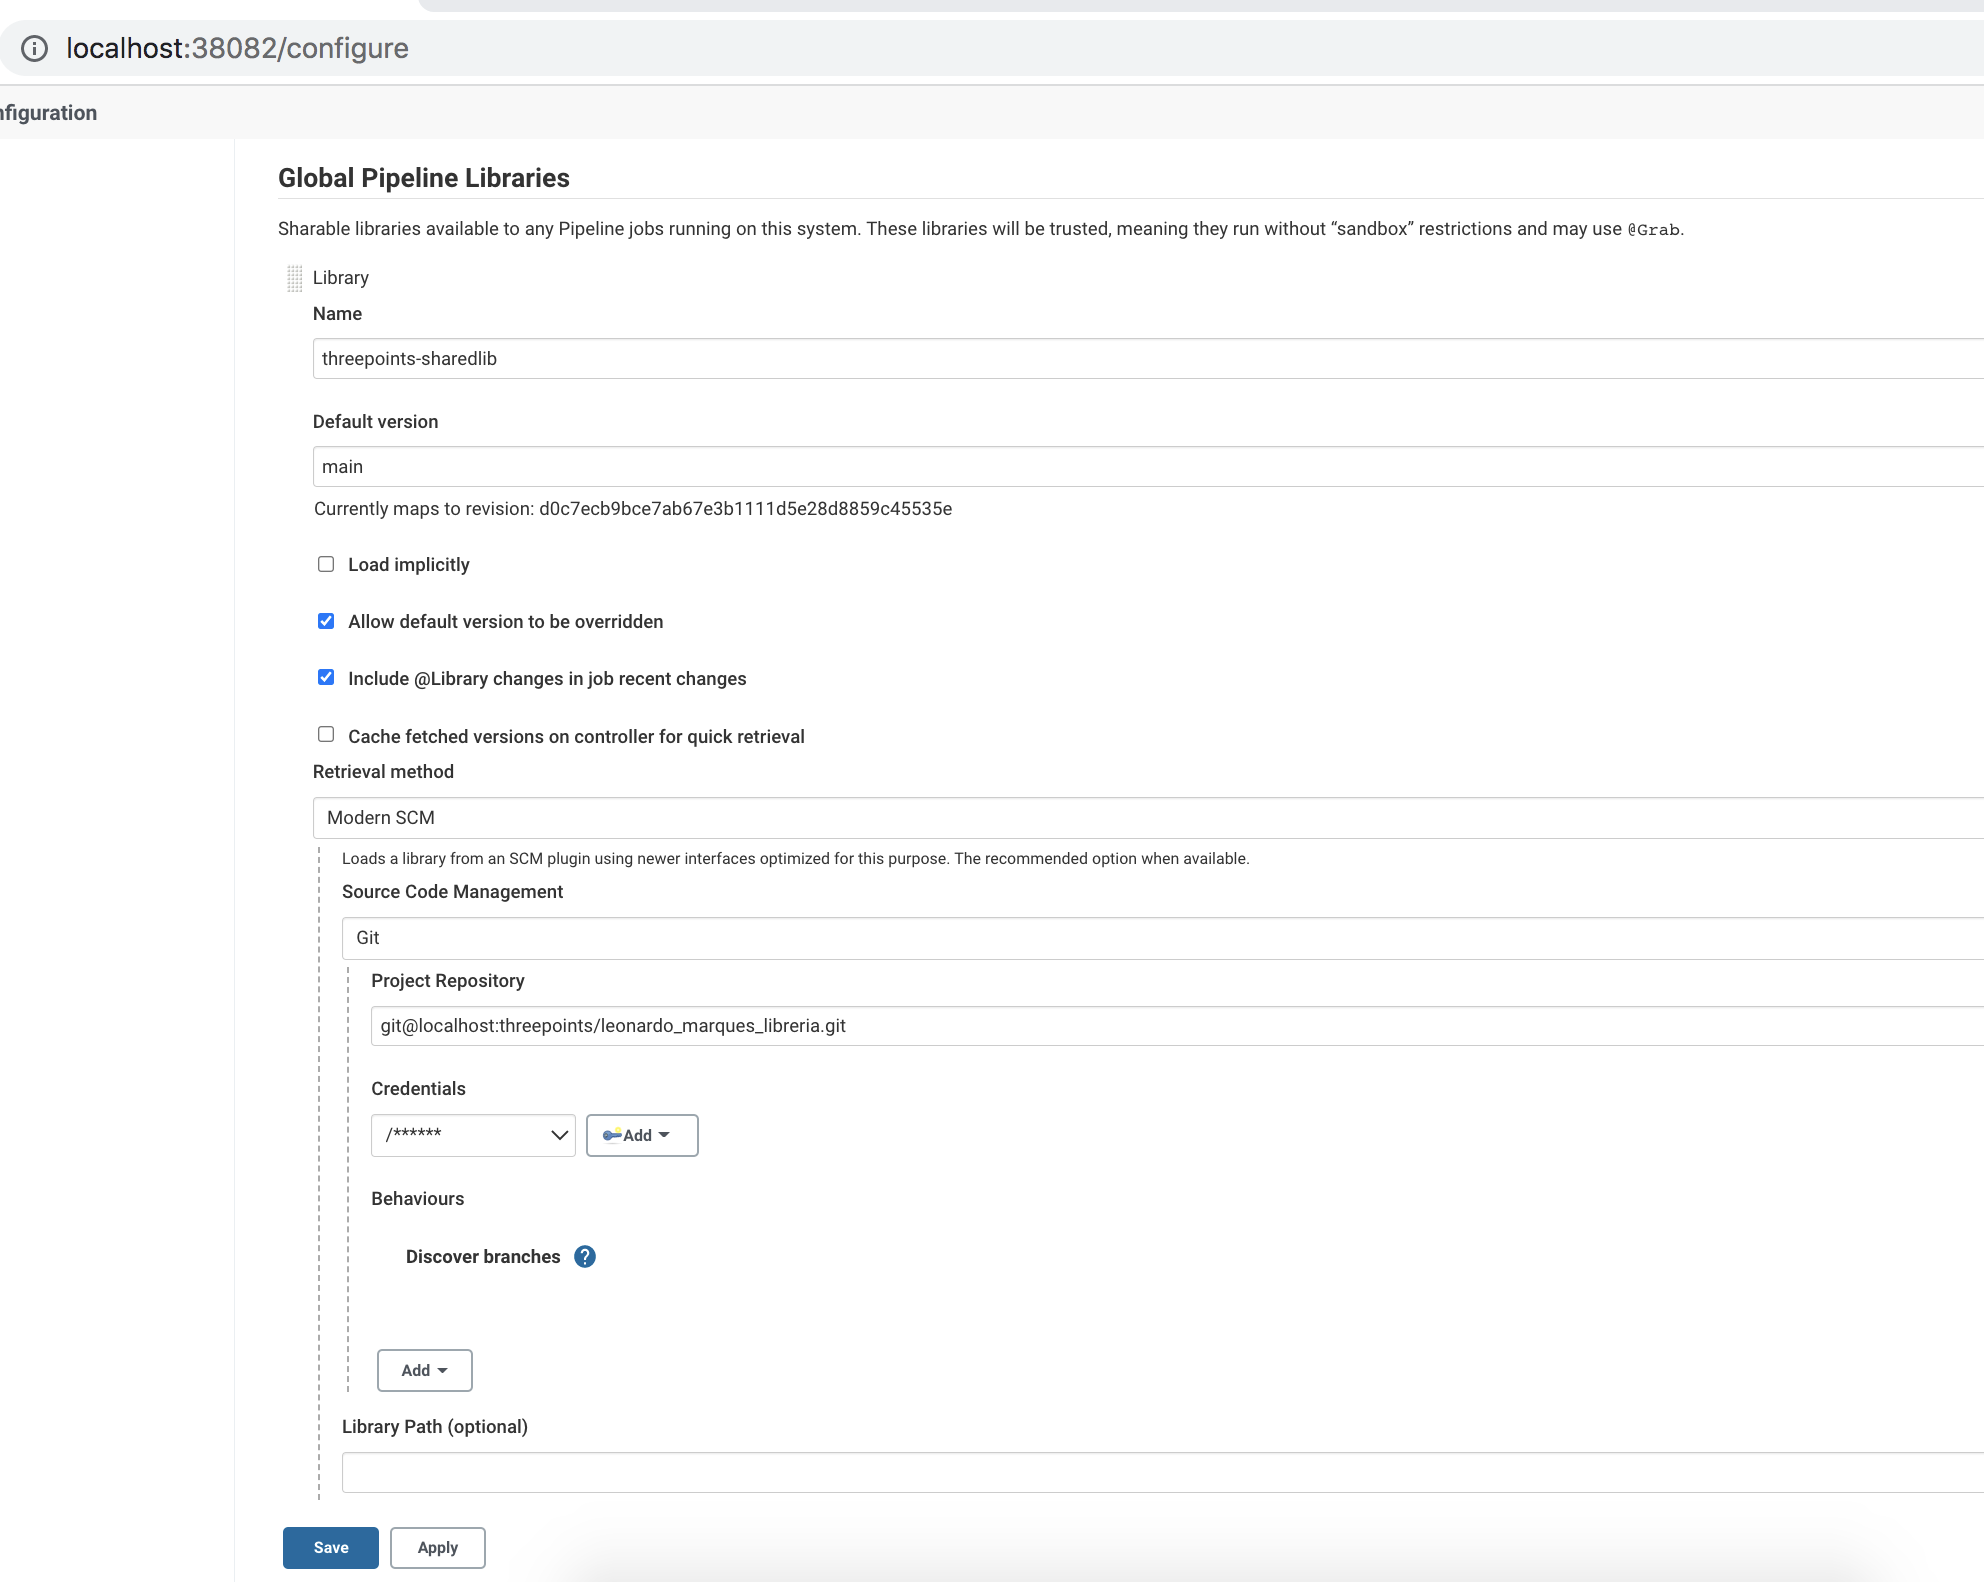 localhost:38082/configure
nfiguration
Global Pipeline Libraries
Sharable libraries available to any Pipeline jobs running on this system. These libraries will be trusted, meaning they run without “sandbox” restrictions and may use @Grab.
Library
Name
threepoints-sharedlib
Default version
main
Currently maps to revision: d0c7ecb9bce7ab67e3b1111d5e28d8859c45535e
Load implicitly
Allow default version to be overridden
Include @Library changes in job recent changes
Cache fetched versions on controller for quick retrieval
Retrieval method
Modern SCM
Loads a library from an SCM plugin using newer interfaces optimized for this purpose. The recommended option when available.
Source Code Management
Git
Project Repository
git@localhost:threepoints/leonardo_marques_libreria.git
Credentials
/****** Add
Behaviours
Discover branches ?
Add
Library Path (optional)
Save Apply